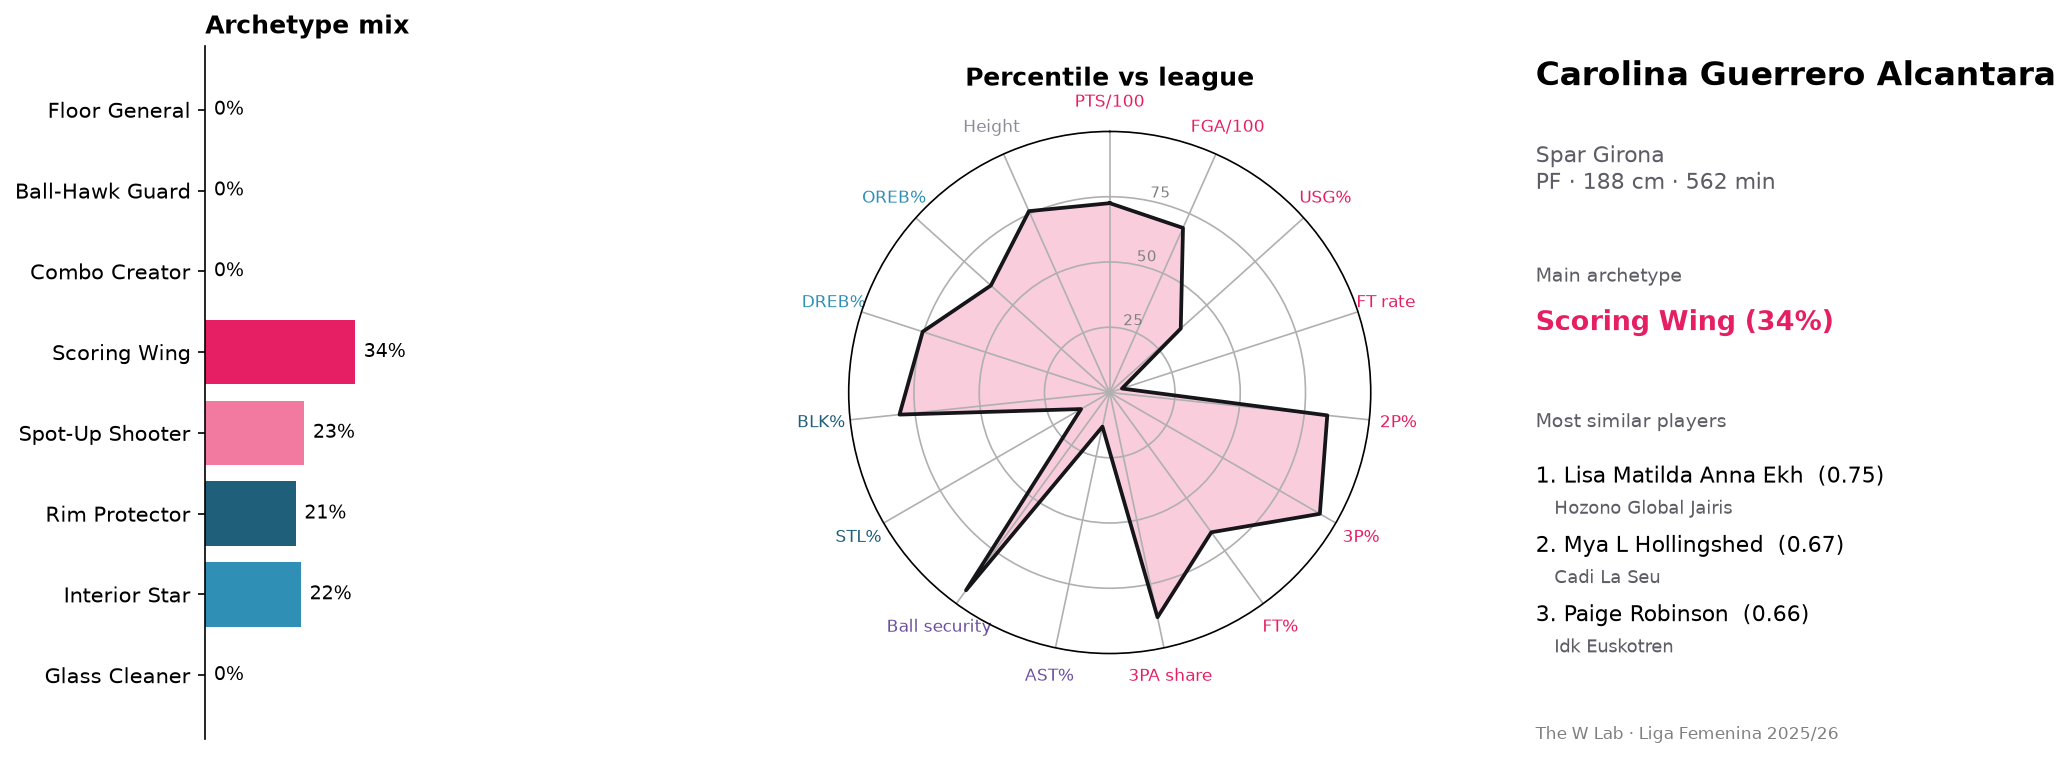 Archetype mix
Floor General 0%
Ball-Hawk Guard 0%
Combo Creator 0%
Scoring Wing 34%
Spot-Up Shooter 23%
Rim Protector 21%
Interior Star 22%
Glass Cleaner 0%
Percentile vs league
PTS/100
FGA/100
USG%
FT rate
2P%
3P%
FT%
3PA share
AST%
Ball security
STL%
BLK%
DREB%
OREB%
Height
75
50
25
Carolina Guerrero Alcantara
Spar Girona
PF · 188 cm · 562 min
Main archetype
Scoring Wing (34%)
Most similar players
1. Lisa Matilda Anna Ekh (0.75)
Hozono Global Jairis
2. Mya L Hollingshed (0.67)
Cadi La Seu
3. Paige Robinson (0.66)
Idk Euskotren
The W Lab · Liga Femenina 2025/26